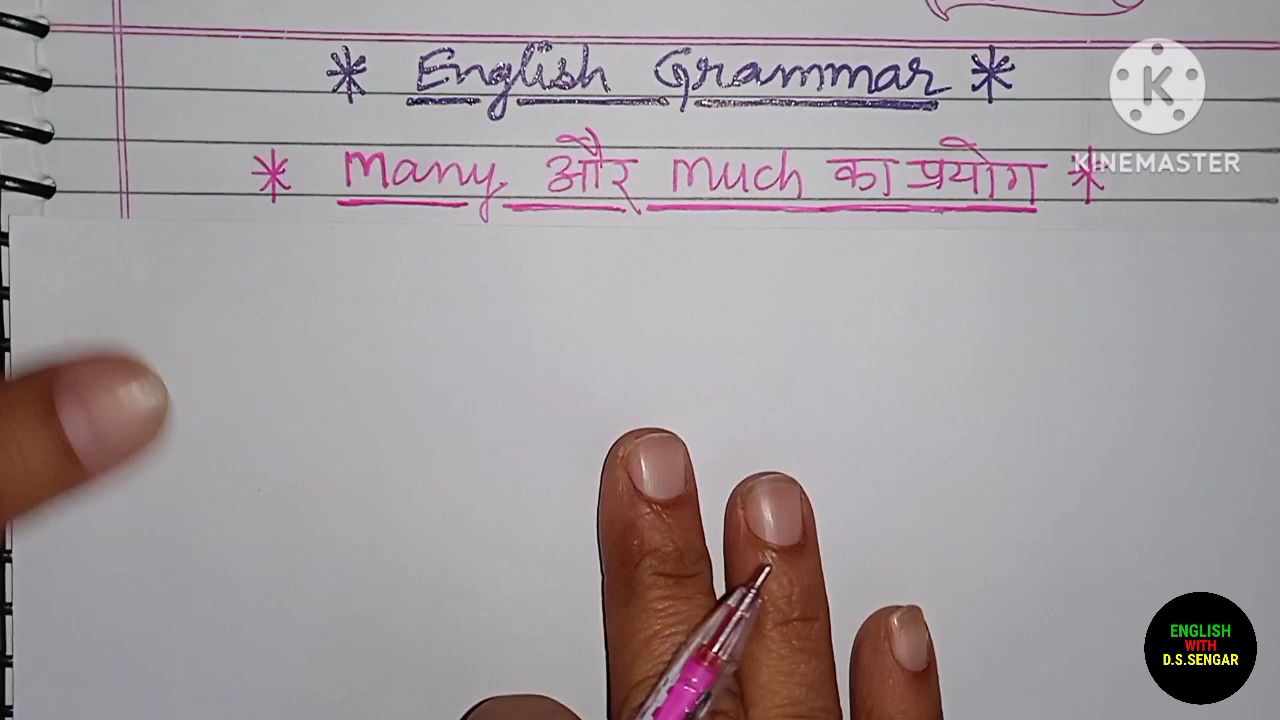 * English Grammar *
* Many और much का प्रयोग *
K
KINEMASTER
ENGLISH
WITH
D.S.SENGAR